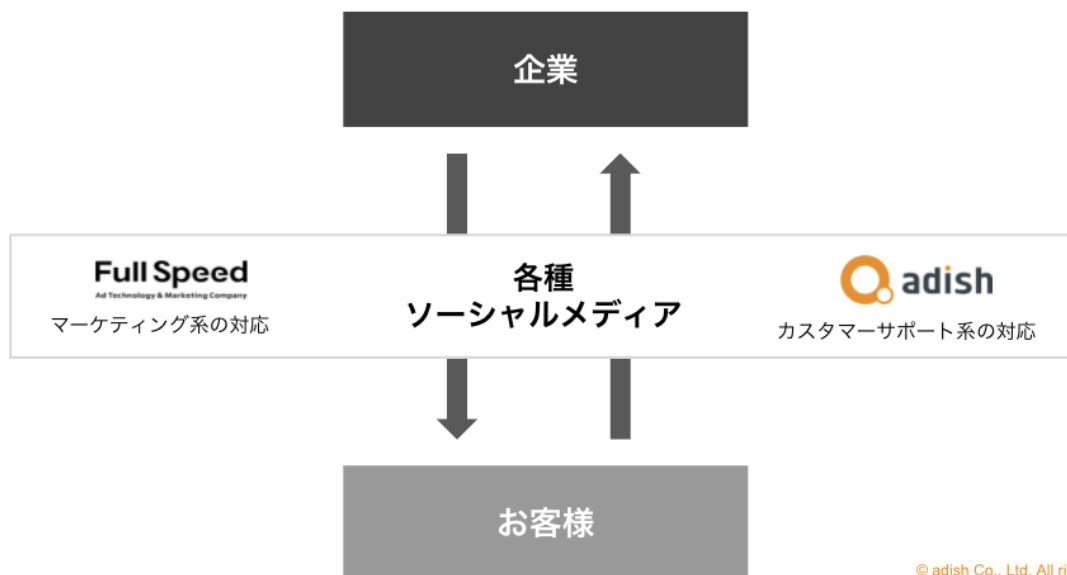 企業
Full Speed
Ad Technology & Marketing Company
マーケティング系の対応
各種
ソーシャルメディア
adish
カスタマーサポート系の対応
お客様
© adish Co., Ltd. All ri